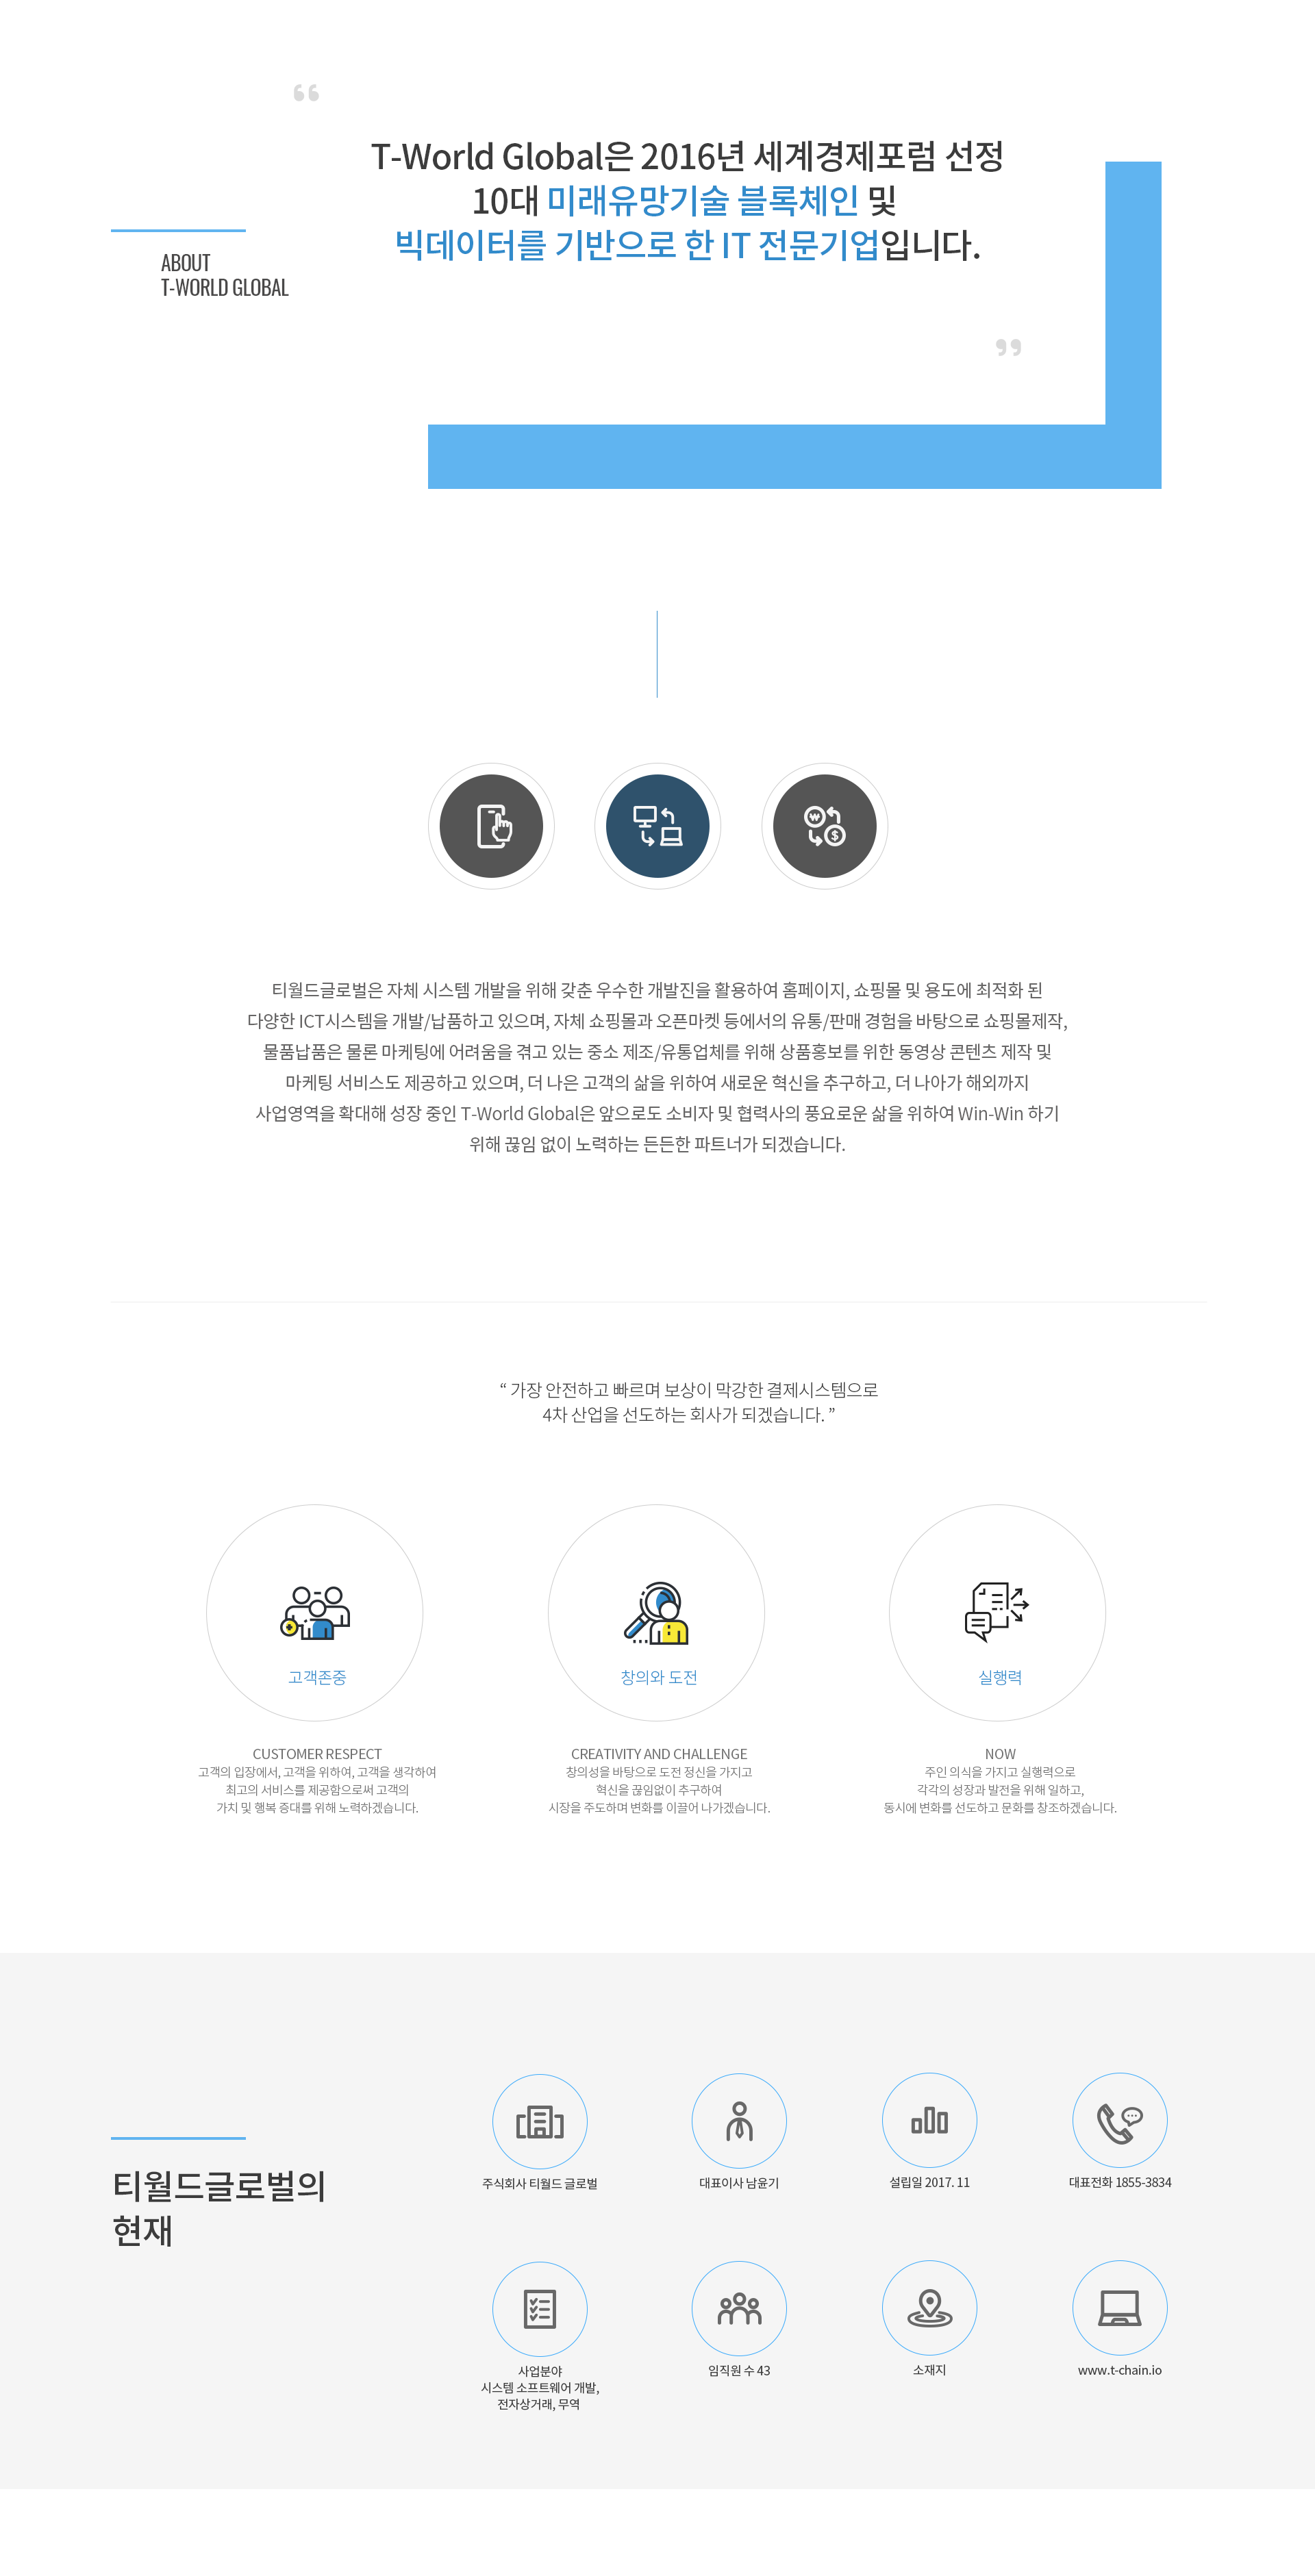 “
T-World Global은 2016년 세계경제포럼 선정
10대 미래유망기술 블록체인 및
빅데이터를 기반으로 한 IT 전문기업입니다.
”
ABOUT
T-WORLD GLOBAL
티월드글로벌은 자체 시스템 개발을 위해 갖춘 우수한 개발진을 활용하여 홈페이지, 쇼핑몰 및 용도에 최적화 된
다양한 ICT시스템을 개발/납품하고 있으며, 자체 쇼핑몰과 오픈마켓 등에서의 유통/판매 경험을 바탕으로 쇼핑몰제작,
물품납품은 물론 마케팅에 어려움을 겪고 있는 중소 제조/유통업체를 위해 상품홍보를 위한 동영상 콘텐츠 제작 및
마케팅 서비스도 제공하고 있으며, 더 나은 고객의 삶을 위하여 새로운 혁신을 추구하고, 더 나아가 해외까지
사업영역을 확대해 성장 중인 T-World Global은 앞으로도 소비자 및 협력사의 풍요로운 삶을 위하여 Win-Win 하기
위해 끊임 없이 노력하는 든든한 파트너가 되겠습니다.
“ 가장 안전하고 빠르며 보상이 막강한 결제시스템으로
4차 산업을 선도하는 회사가 되겠습니다. ”
고객존중
CUSTOMER RESPECT
고객의 입장에서, 고객을 위하여, 고객을 생각하여
최고의 서비스를 제공함으로써 고객의
가치 및 행복 증대를 위해 노력하겠습니다.
창의와 도전
CREATIVITY AND CHALLENGE
창의성을 바탕으로 도전 정신을 가지고
혁신을 끊임없이 추구하여
시장을 주도하며 변화를 이끌어 나가겠습니다.
실행력
NOW
주인 의식을 가지고 실행력으로
각각의 성장과 발전을 위해 일하고,
동시에 변화를 선도하고 문화를 창조하겠습니다.
티월드글로벌의
현재
주식회사 티월드 글로벌
대표이사 남윤기
설립일 2017. 11
대표전화 1855-3834
사업분야
시스템 소프트웨어 개발,
전자상거래, 무역
임직원 수 43
소재지
www.t-chain.io